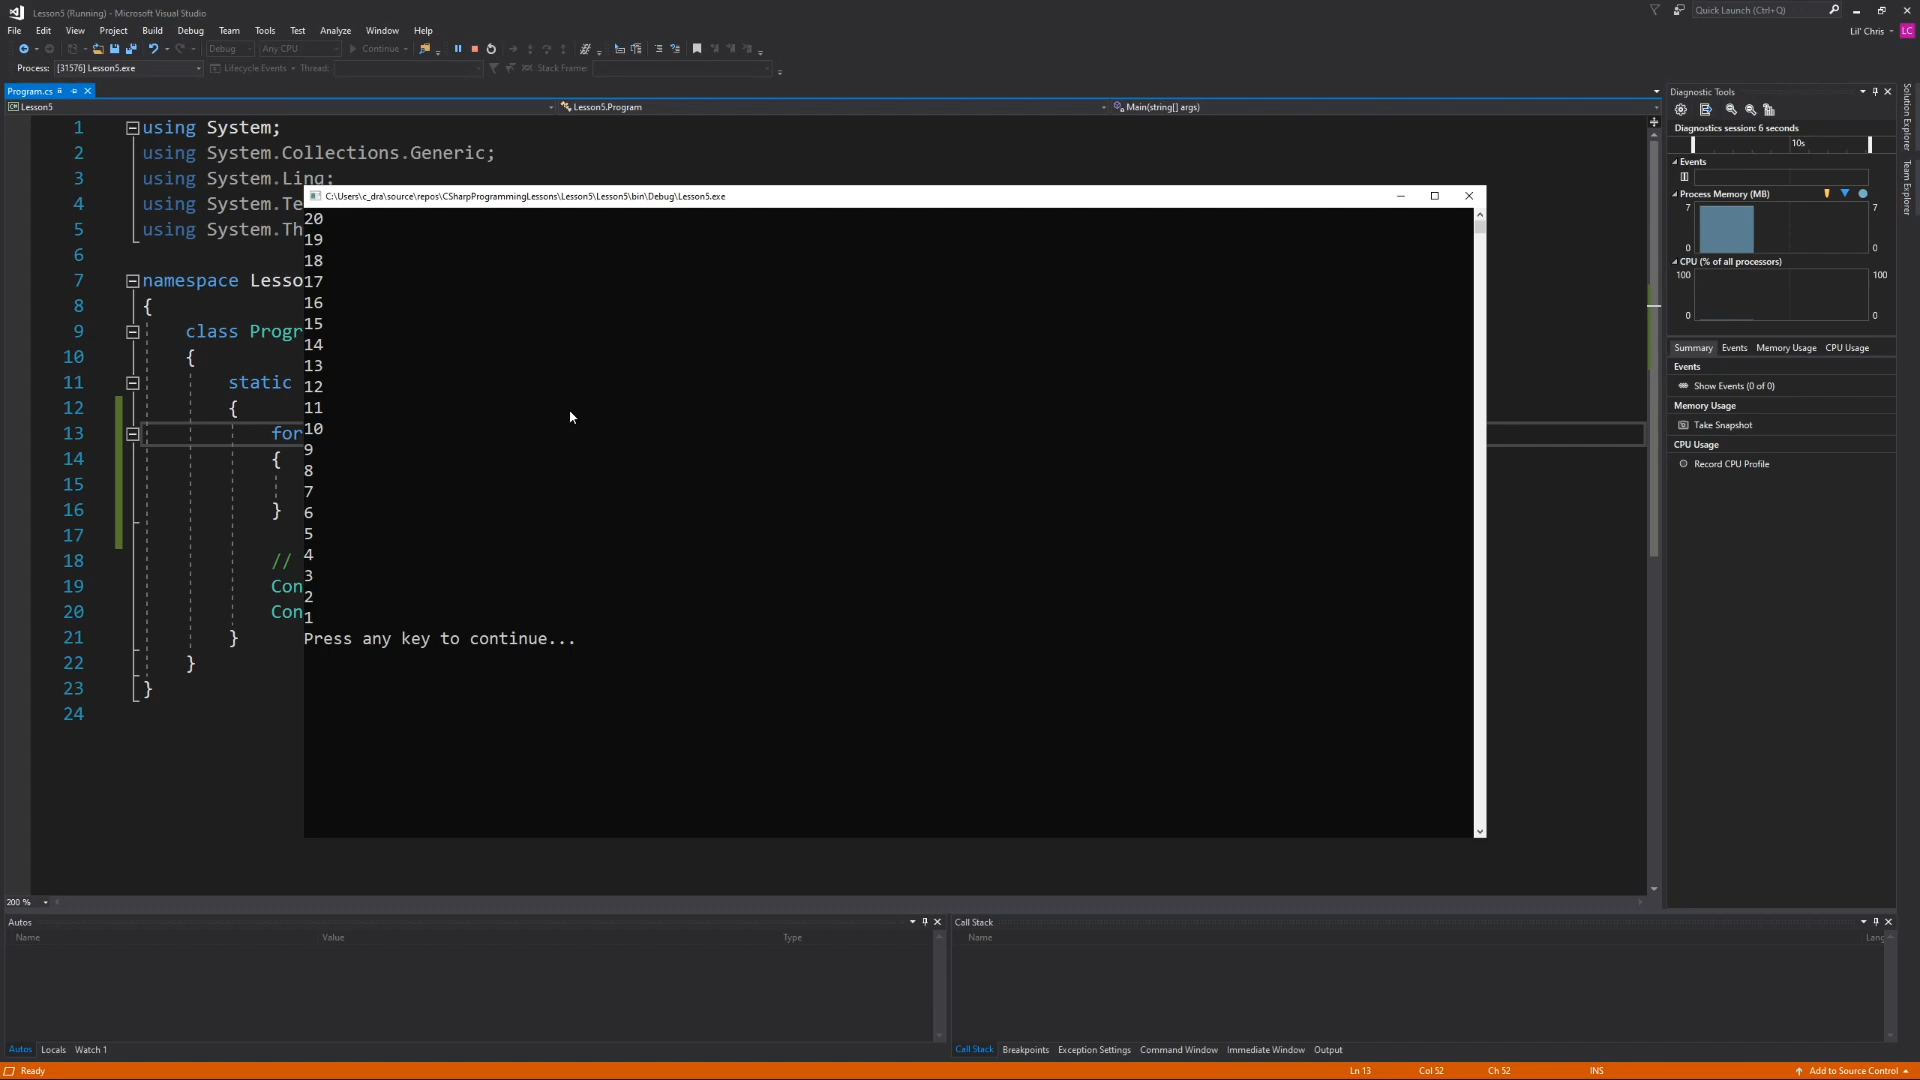 Lesson5 (Running) - Microsoft Visual Studio
Quick Launch (Ctrl+Q)
File Edit View Project Build Debug Team Tools Test Analyze Window Help
Lil' Chris LC
Debug Any CPU Continue
Process: [31576] Lesson5.exe Lifecycle Events Thread: Stack Frame:
Program.cs
Lesson5 Lesson5.Program Main(string[] args)
1 using System;
2 using System.Collections.Generic;
3 using System.Linq;
4 using System.Te
5 using System.Th
6
7 namespace Lesso
8 {
9 class Progr
10 {
11 static
12 {
13 for
14 {
15
16 }
17
18 //
19 Con
20 Con
21 }
22 }
23 }
24
C:\Users\c_dra\source\repos\CSharpProgrammingLessons\Lesson5\Lesson5\bin\Debug\Lesson5.exe
20
19
18
17
16
15
14
13
12
11
10
9
8
7
6
5
4
3
2
1
Press any key to continue...
Diagnostic Tools
Diagnostics session: 6 seconds
10s
Events
Process Memory (MB)
7 7
0 0
CPU (% of all processors)
100 100
0 0
Summary Events Memory Usage CPU Usage
Events
Show Events (0 of 0)
Memory Usage
Take Snapshot
CPU Usage
Record CPU Profile
Solution Explorer
Team Explorer
200 %
Autos
Name Value Type
Call Stack
Name Lang
Autos Locals Watch 1
Call Stack Breakpoints Exception Settings Command Window Immediate Window Output
Ready Ln 13 Col 52 Ch 52 INS Add to Source Control